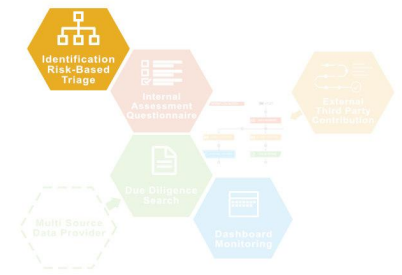 Identification
Risk-Based
Triage
Internal
Assessment
Questionnaire
External
Third Party
Contribution
Due Diligence
Search
Multi Source
Data Provider
Dashboard
Monitoring